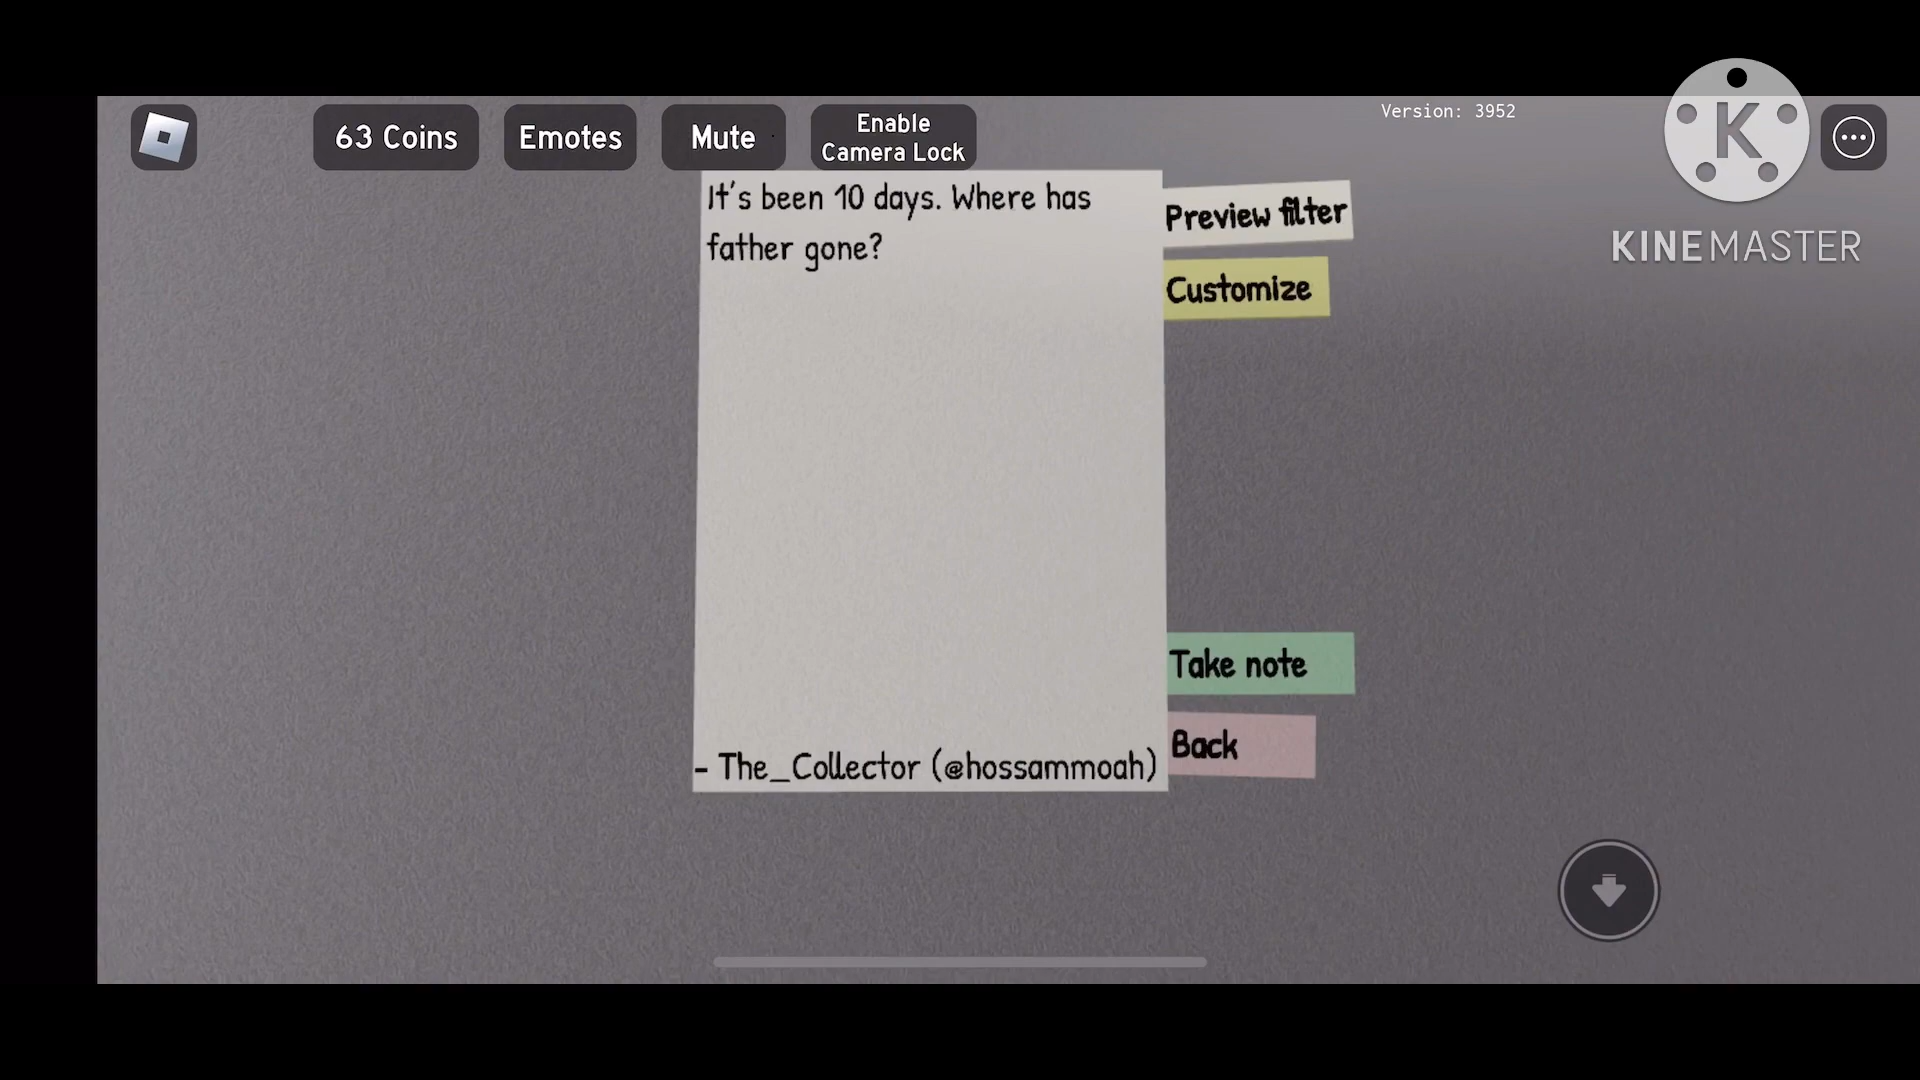 63 Coins
Emotes
Mute
Enable
Camera Lock
Version: 3952
K
KINEMASTER
It's been 10 days. Where has
father gone?
Preview filter
Customize
Take note
Back
- The_Collector (@hossammoah)